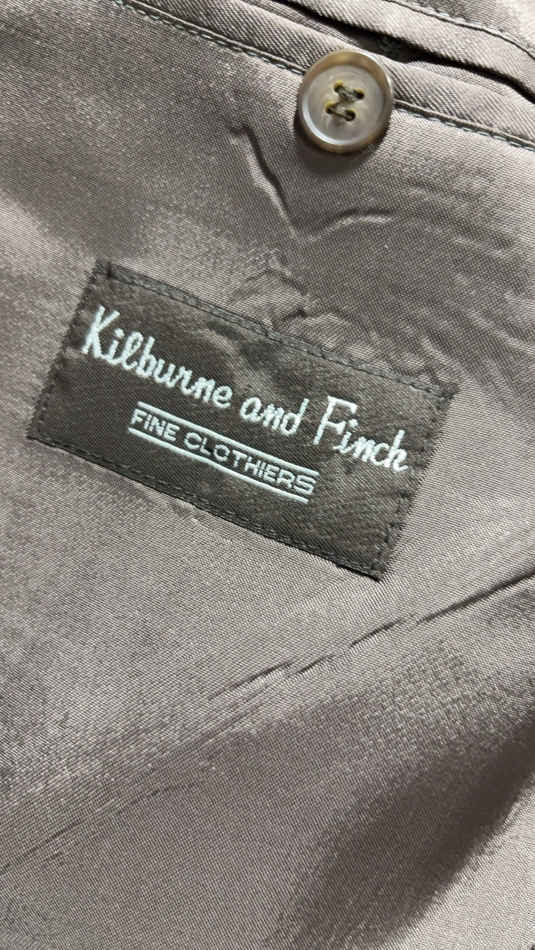 Kilburne and Finch
FINE CLOTHIERS